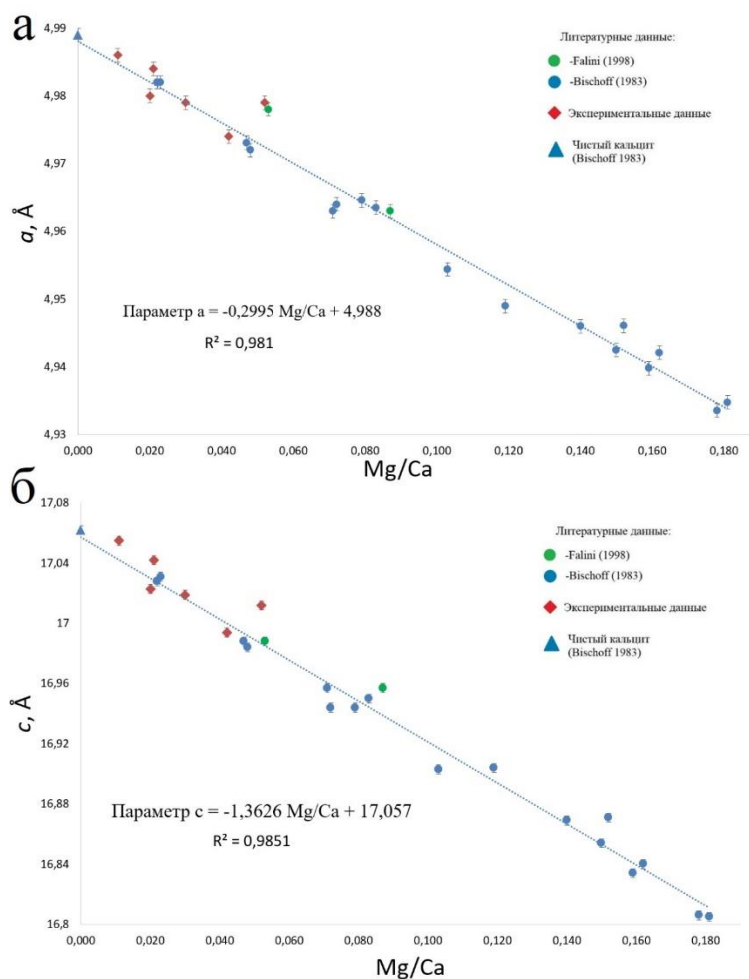 а
4,99
4,98
4,97
4,96
4,95
4,94
4,93
a, Å
Литературные данные:
-Falini (1998)
-Bischoff (1983)
Экспериментальные данные
Чистый кальцит
(Bischoff 1983)
Параметр a = -0,2995 Mg/Ca + 4,988
R² = 0,981
0,000 0,020 0,040 0,060 0,080 0,100 0,120 0,140 0,160 0,180
Mg/Ca
б
17,08
17,04
17
16,96
16,92
16,88
16,84
16,8
c, Å
Литературные данные:
-Falini (1998)
-Bischoff (1983)
Экспериментальные данные
Чистый кальцит
(Bischoff 1983)
Параметр c = -1,3626 Mg/Ca + 17,057
R² = 0,9851
0,000 0,020 0,040 0,060 0,080 0,100 0,120 0,140 0,160 0,180
Mg/Ca